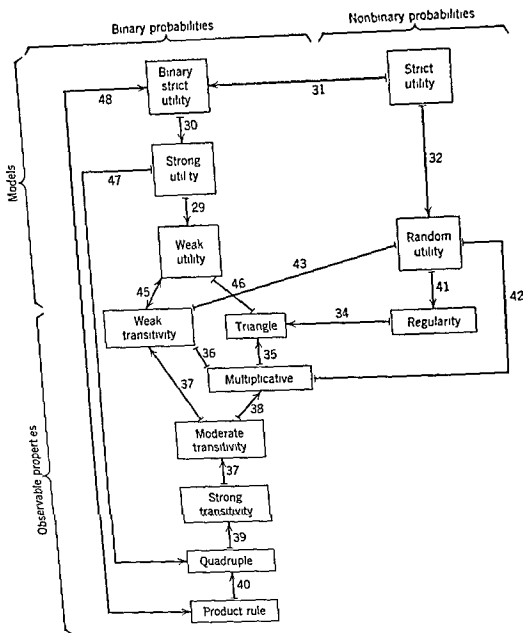 Binary probabilities
Nonbinary probabilities
Binary
strict
utility
Strict
utility
48
31
30
32
47
Strong
utility
29
Weak
utility
43
Random
utility
42
45
46
41
Weak
transitivity
Triangle
34
Regularity
36
35
Multiplicative
37
38
Moderate
transitivity
37
Strong
transitivity
39
Quadruple
40
Product rule
Models
Observable properties